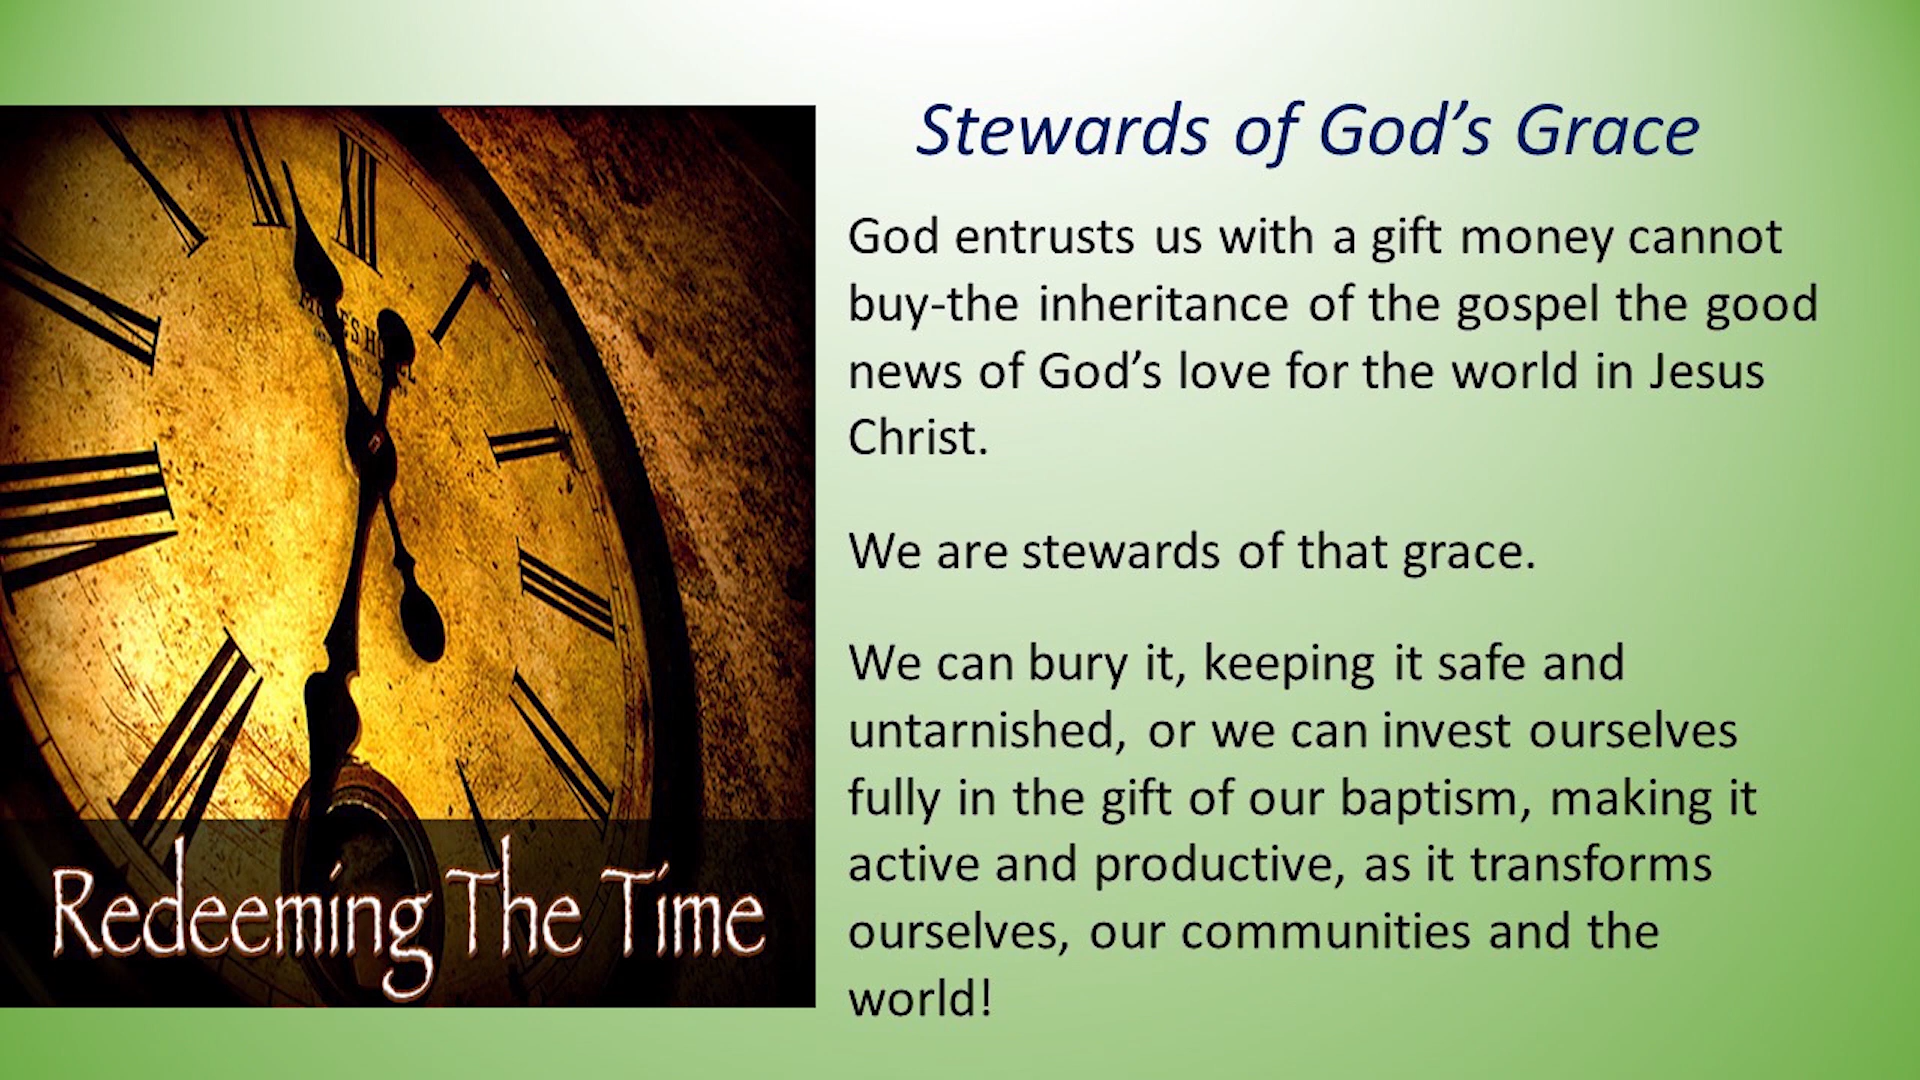 Stewards of God’s Grace
God entrusts us with a gift money cannot
buy-the inheritance of the gospel the good
news of God’s love for the world in Jesus
Christ.
We are stewards of that grace.
We can bury it, keeping it safe and
untarnished, or we can invest ourselves
fully in the gift of our baptism, making it
active and productive, as it transforms
ourselves, our communities and the
world!
Redeeming The Time